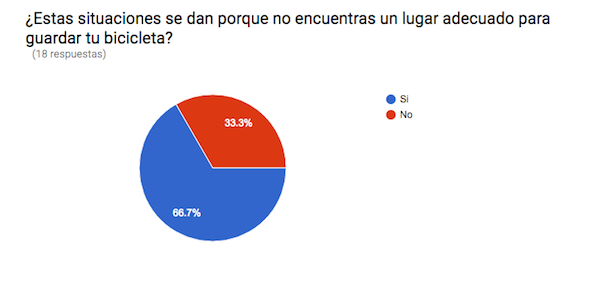 ¿Estas situaciones se dan porque no encuentras un lugar adecuado para
guardar tu bicicleta?
(18 respuestas)
Si
No
33.3%
66.7%